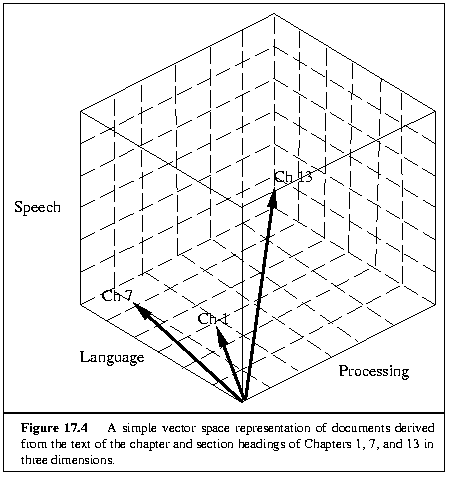 Ch 13
Speech
Ch 7
Ch 1
Language
Processing
Figure 17.4 A simple vector space representation of documents derived
from the text of the chapter and section headings of Chapters 1, 7, and 13 in
three dimensions.